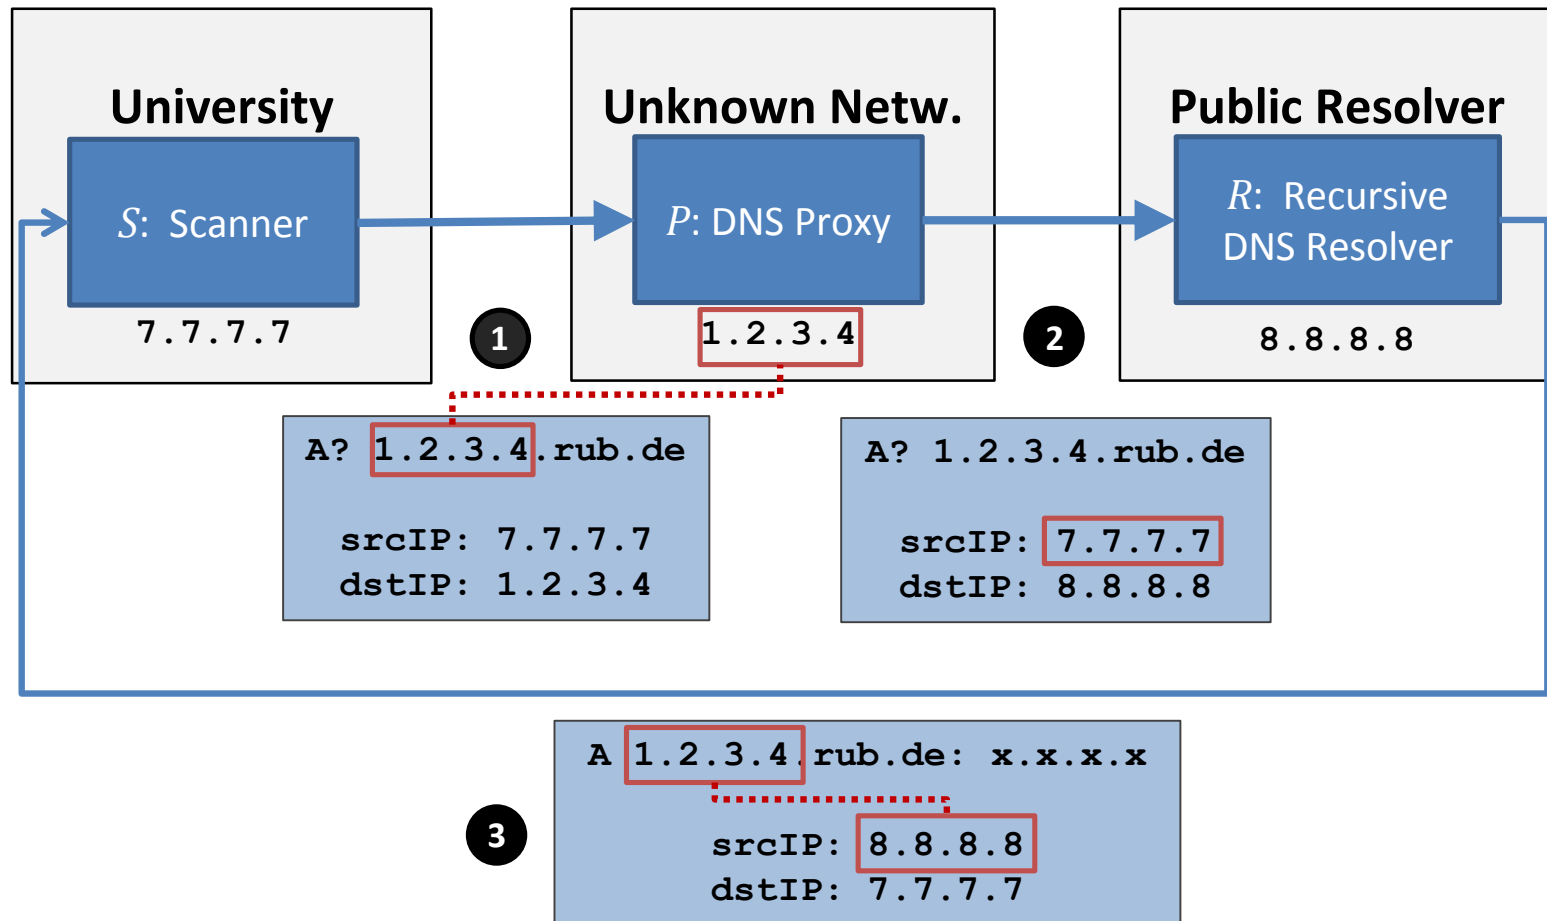 University
S: Scanner
7.7.7.7
Unknown Netw.
P: DNS Proxy
1.2.3.4
Public Resolver
R: Recursive
DNS Resolver
8.8.8.8
1
2
A? 1.2.3.4.rub.de
srcIP: 7.7.7.7
dstIP: 1.2.3.4
A? 1.2.3.4.rub.de
srcIP: 7.7.7.7
dstIP: 8.8.8.8
3
A 1.2.3.4.rub.de: x.x.x.x
srcIP: 8.8.8.8
dstIP: 7.7.7.7